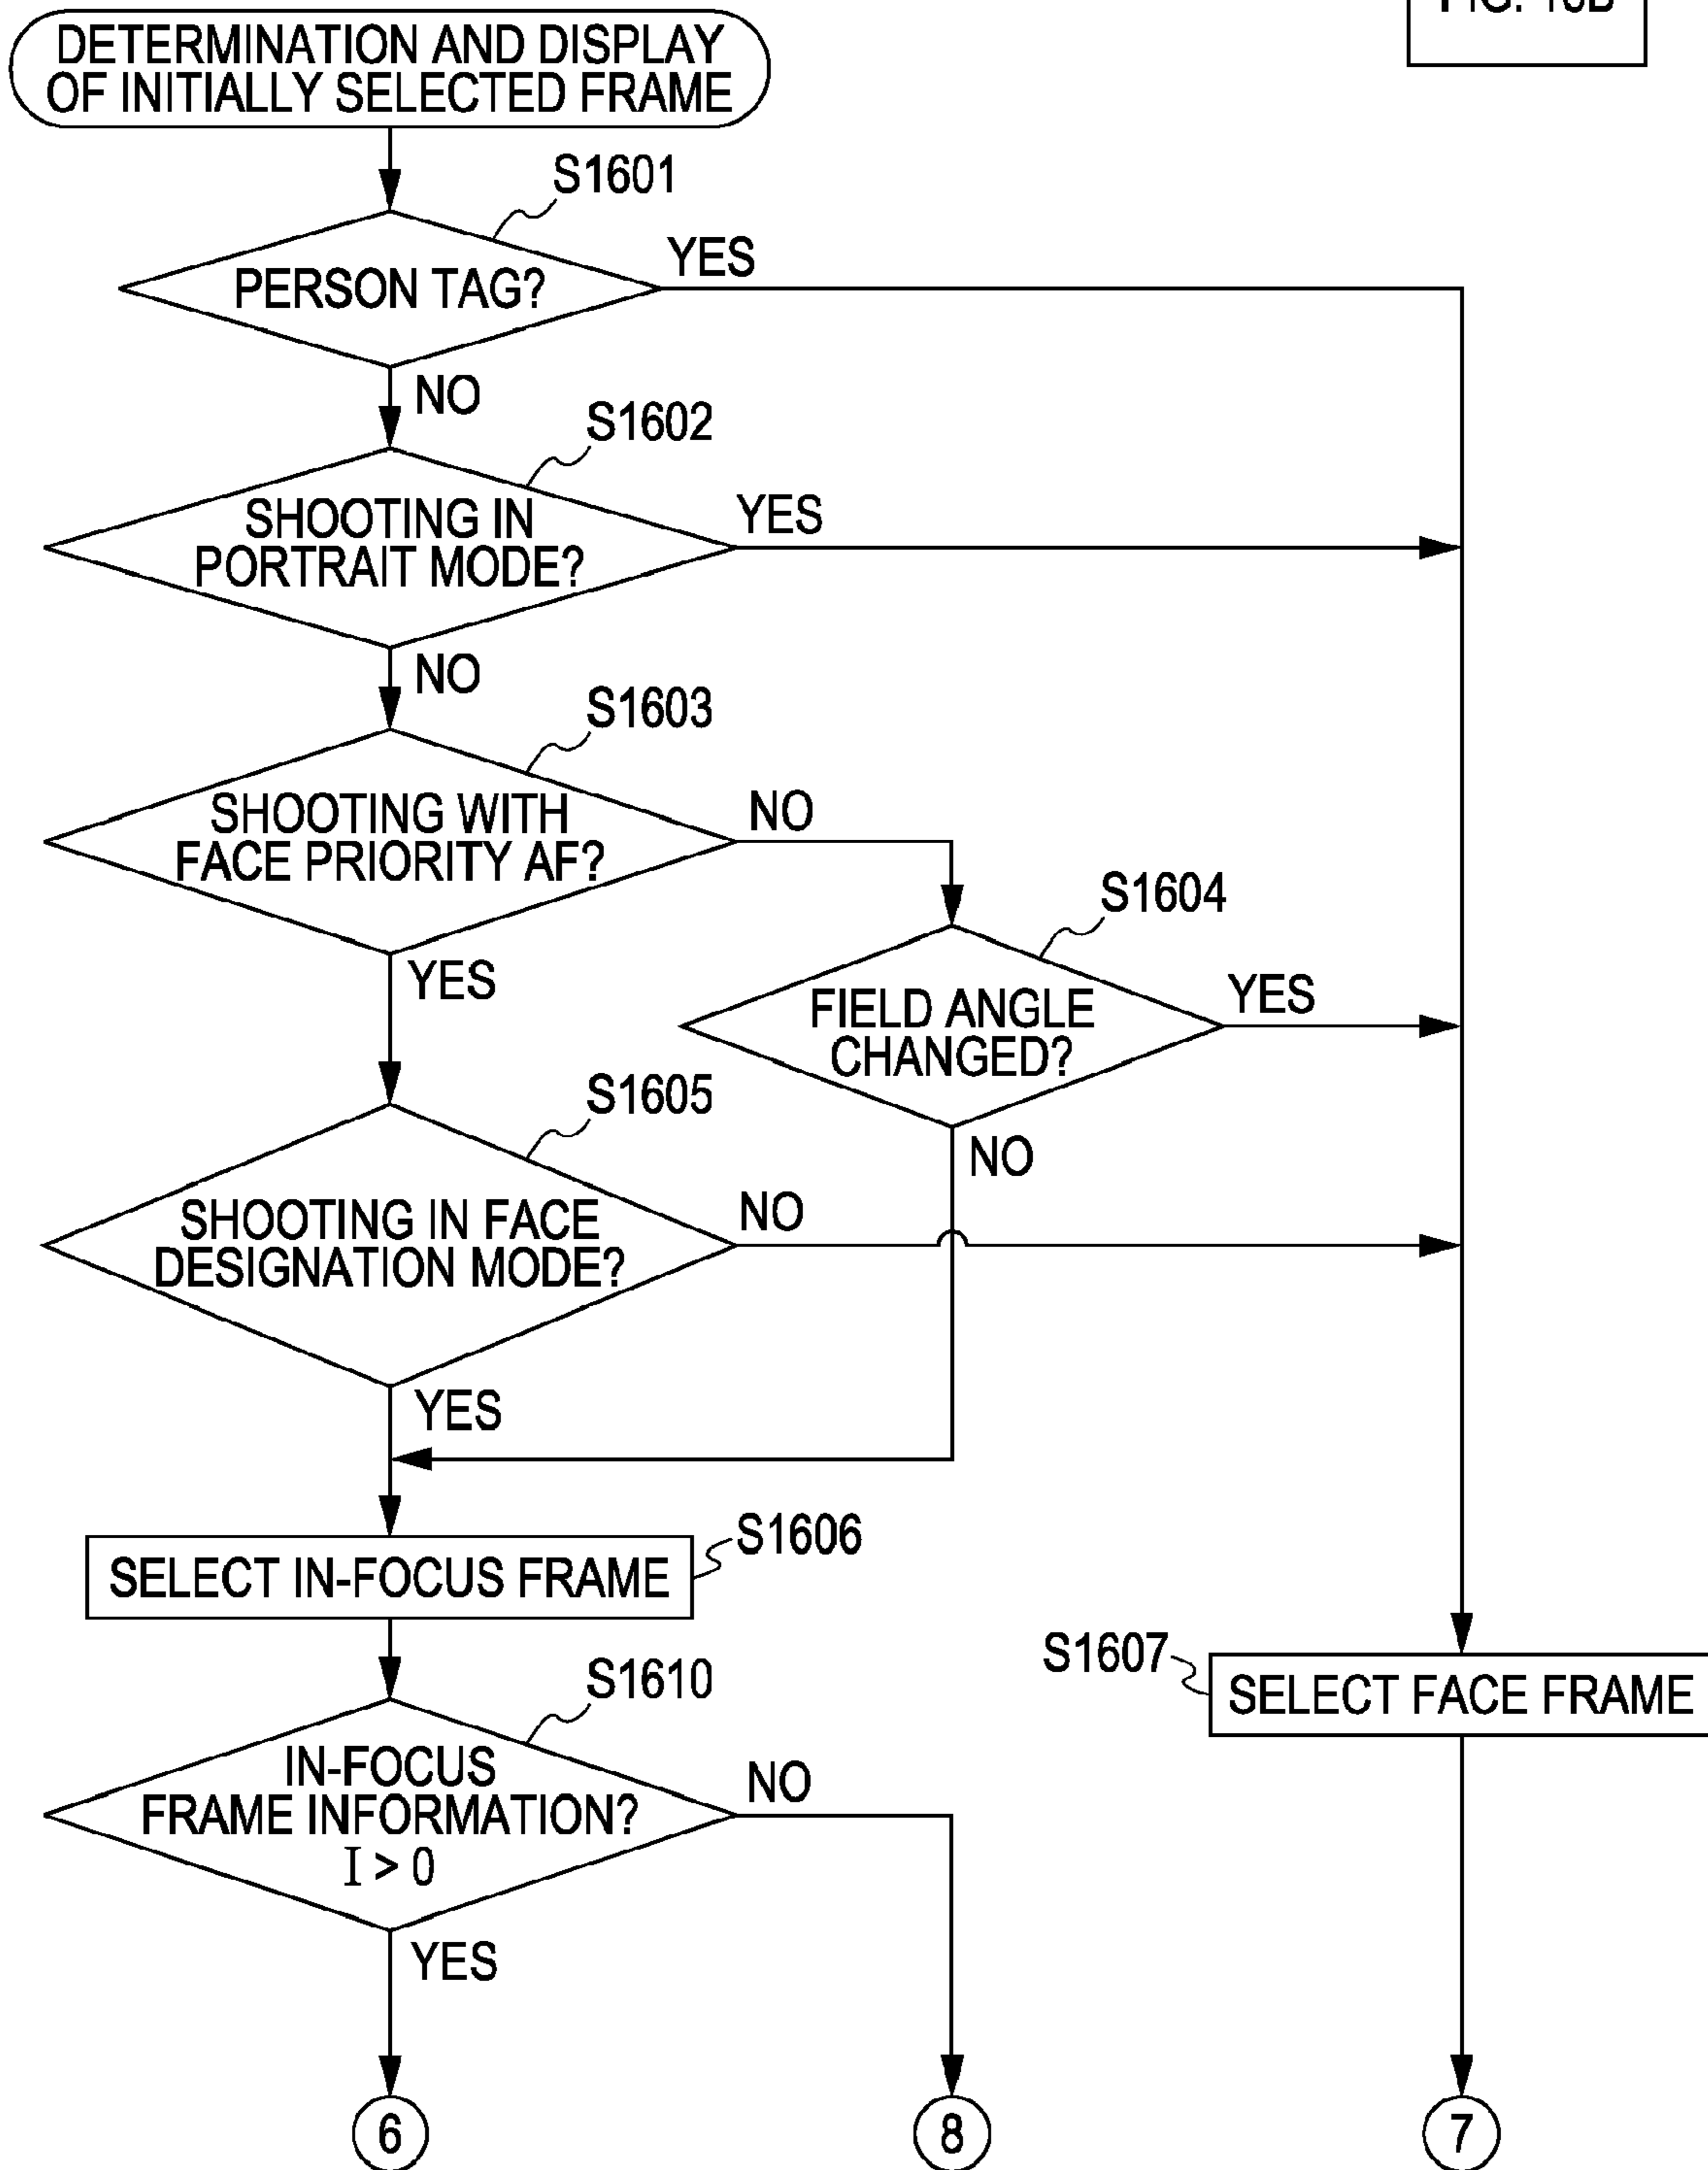 DETERMINATION AND DISPLAY
OF INITIALLY SELECTED FRAME
S1601
PERSON TAG?
YES
NO
S1602
SHOOTING IN
PORTRAIT MODE?
YES
NO
S1603
SHOOTING WITH
FACE PRIORITY AF?
NO
YES
S1604
FIELD ANGLE
CHANGED?
YES
NO
S1605
SHOOTING IN FACE
DESIGNATION MODE?
NO
YES
S1606
SELECT IN-FOCUS FRAME
S1607
SELECT FACE FRAME
S1610
IN-FOCUS
FRAME INFORMATION?
I > 0
NO
YES
6
8
7